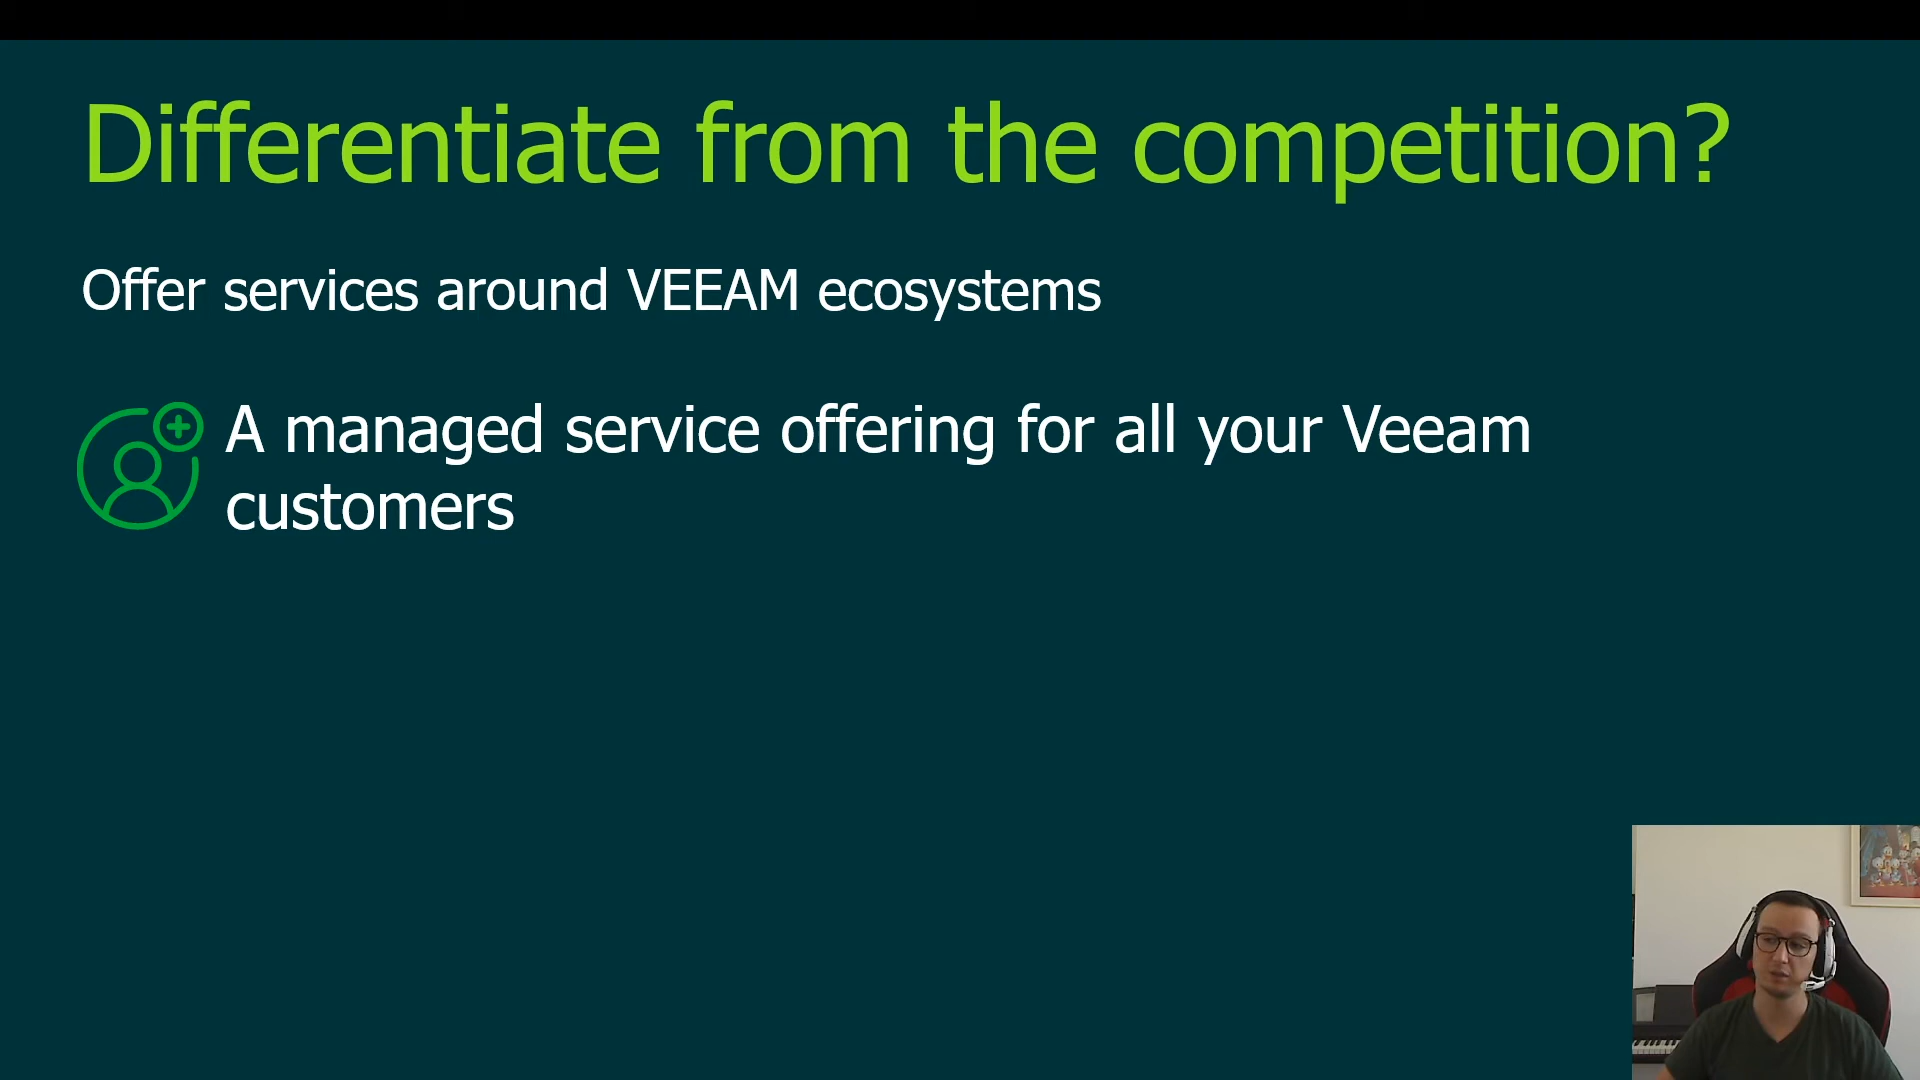 Differentiate from the competition?
Offer services around VEEAM ecosystems
A managed service offering for all your Veeam
customers